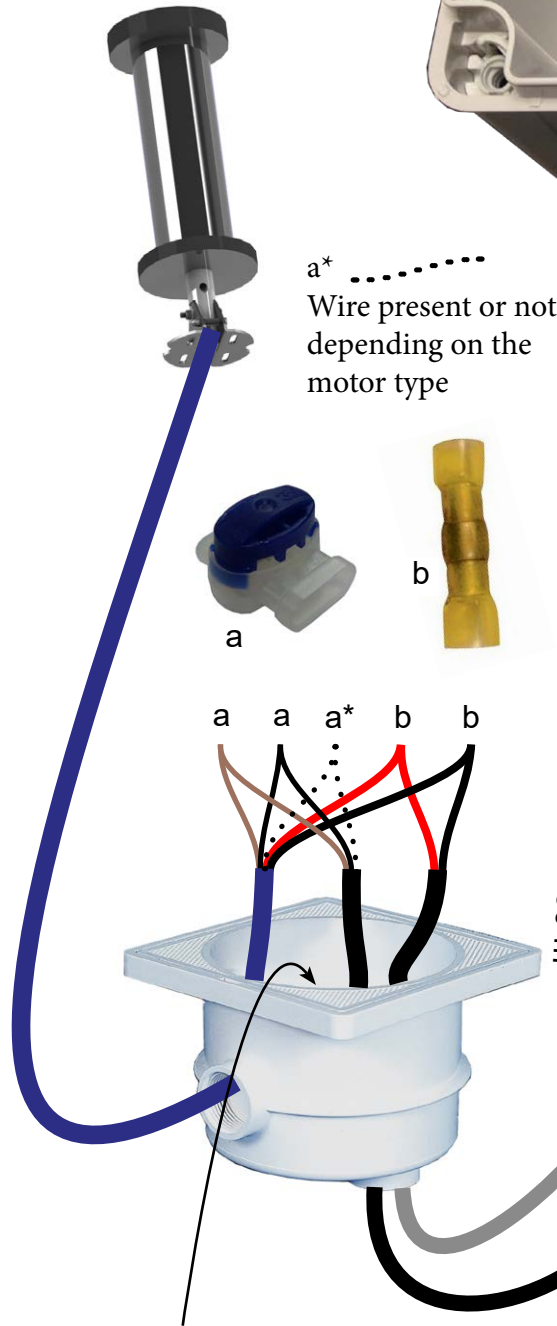 a*
Wire present or not
depending on the
motor type
a
b
a a a* b b